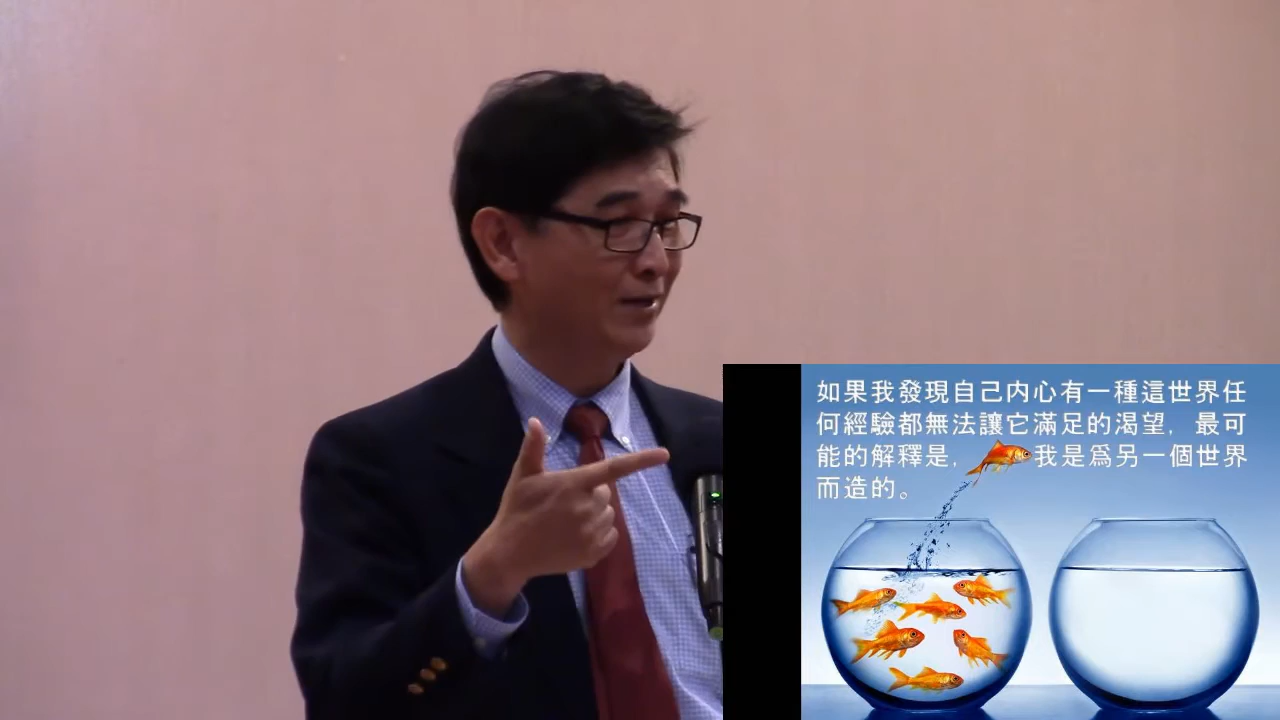 如果我發現自己内心有一種這世界任
何經驗都無法讓它滿足的渴望，最可
能的解釋是，我是爲另一個世界
而造的。